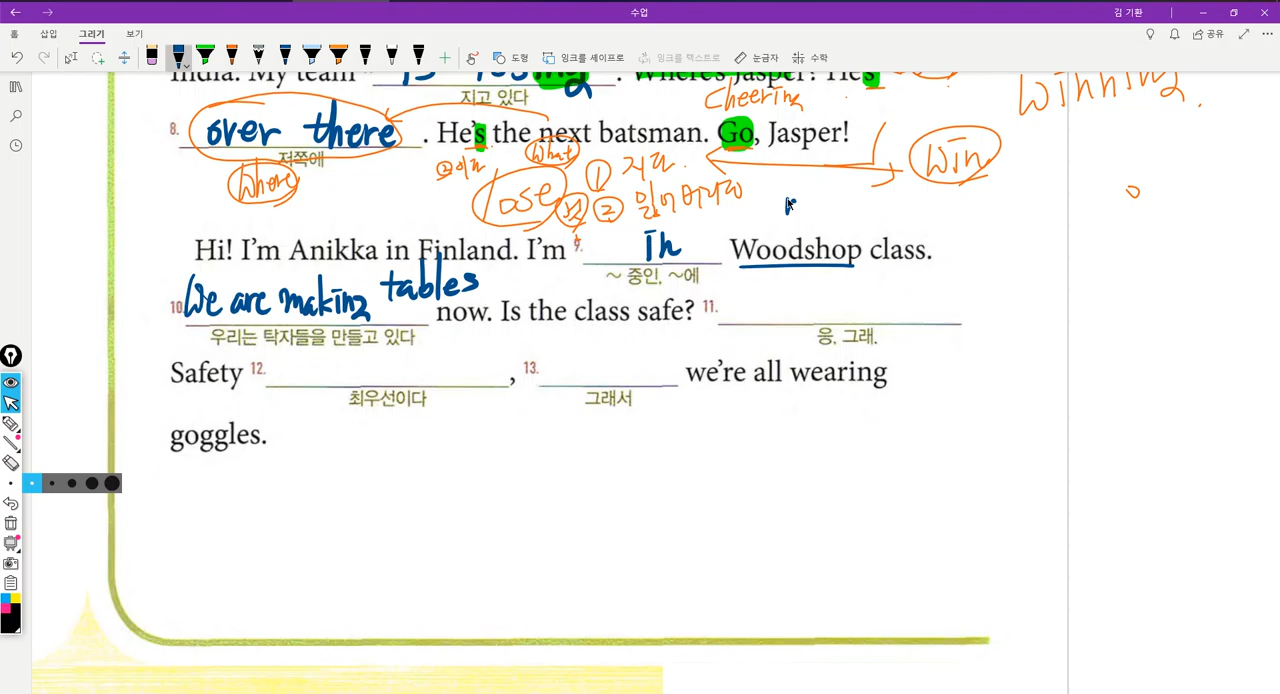 수업
김 기환
홈 삽입 그리기 보기
도형 잉크를 셰이프로 잉크를 텍스트로 눈금자 수학 공유
India. My team is losing . Where's Jasper? He's
지고 있다
Cheering
winning.
8. over there . He's the next batsman. Go, Jasper!
저쪽에
where
②이다
what
lose
① 지다.
② 잃어버리다
win
Hi! I'm Anikka in Finland. I'm 9. in Woodshop class.
~ 중인, ~에
10. We are making tables now. Is the class safe? 11.
우리는 탁자들을 만들고 있다 응, 그래.
Safety 12. , 13. we're all wearing
최우선이다 그래서
goggles.